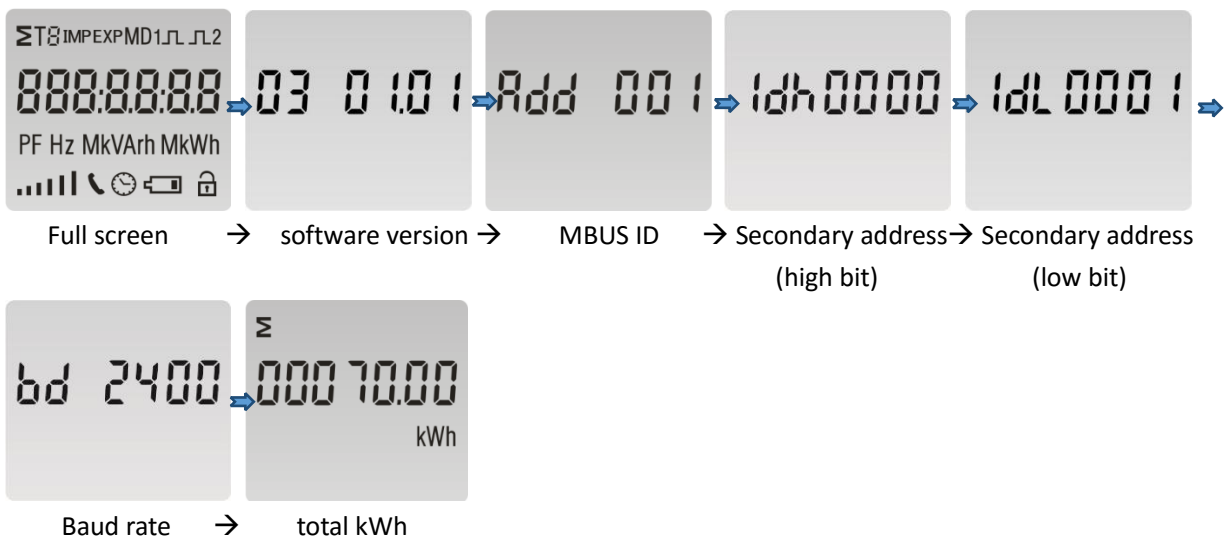 ΣT8IMPEXPMD1⎍⎍2
888:8.8:8.8 03 01.01 Add 001 Idh0000 IdL0001
PF Hz MkVArh MkWh
Full screen → software version → MBUS ID → Secondary address → Secondary address
(high bit) (low bit)
Σ
bd 2400 00070.00
kWh
Baud rate → total kWh